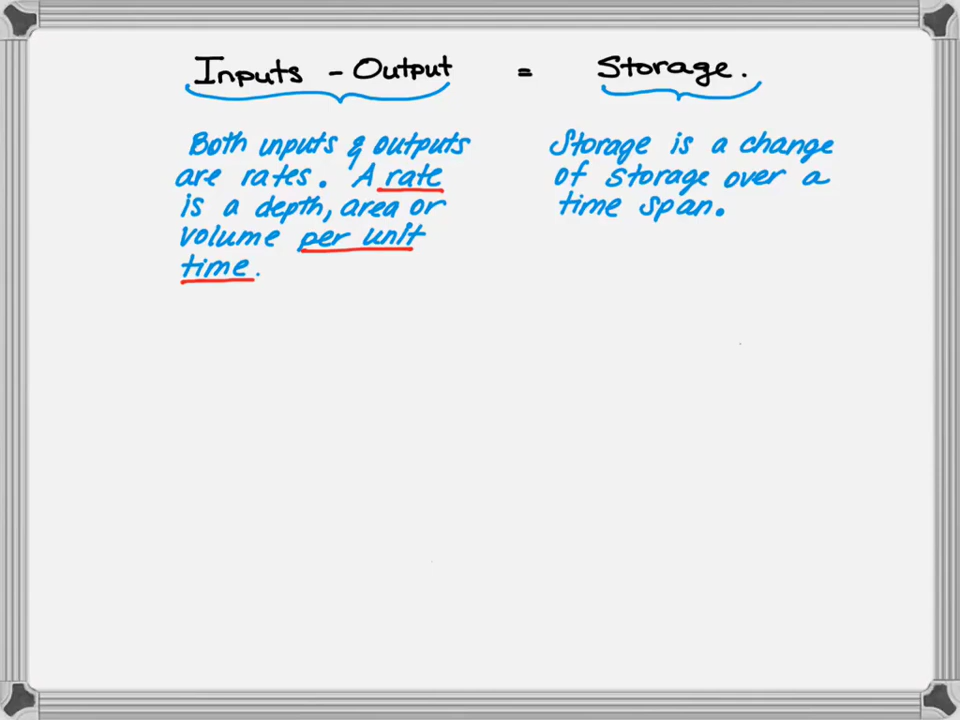 Inputs - Output = Storage.
Both inputs & outputs
are rates. A rate
is a depth, area or
volume per unit
time.
Storage is a change
of storage over a
time span.